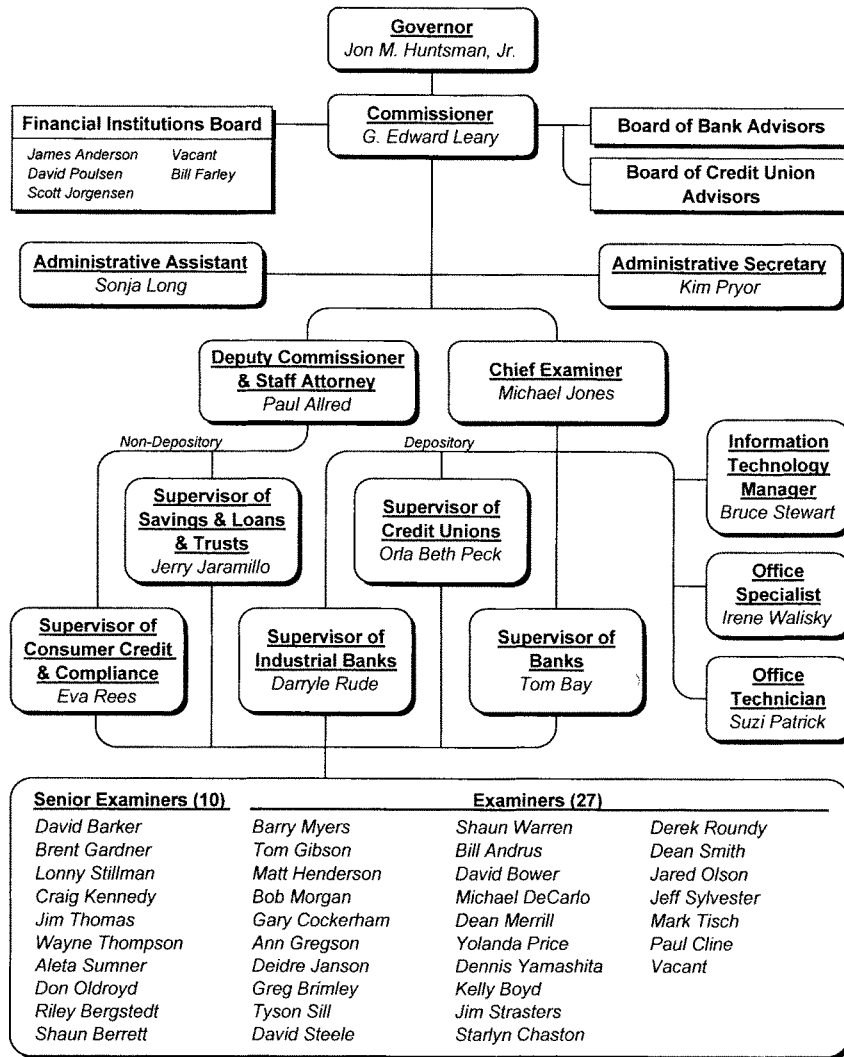 Governor
Jon M. Huntsman, Jr.
Commissioner
G. Edward Leary
Financial Institutions Board
James Anderson Vacant
David Poulsen Bill Farley
Scott Jorgensen
Board of Bank Advisors
Board of Credit Union
Advisors
Administrative Assistant
Sonja Long
Administrative Secretary
Kim Pryor
Deputy Commissioner
& Staff Attorney
Paul Allred
Chief Examiner
Michael Jones
Non-Depository
Depository
Information
Technology
Manager
Bruce Stewart
Supervisor of
Savings & Loans
& Trusts
Jerry Jaramillo
Supervisor of
Credit Unions
Orla Beth Peck
Office
Specialist
Irene Walisky
Supervisor of
Consumer Credit
& Compliance
Eva Rees
Supervisor of
Industrial Banks
Darryle Rude
Supervisor of
Banks
Tom Bay
Office
Technician
Suzi Patrick
Senior Examiners (10) Examiners (27)
David Barker Barry Myers Shaun Warren Derek Roundy
Brent Gardner Tom Gibson Bill Andrus Dean Smith
Lonny Stillman Matt Henderson David Bower Jared Olson
Craig Kennedy Bob Morgan Michael DeCarlo Jeff Sylvester
Jim Thomas Gary Cockerham Dean Merrill Mark Tisch
Wayne Thompson Ann Gregson Yolanda Price Paul Cline
Aleta Sumner Deidre Janson Dennis Yamashita Vacant
Don Oldroyd Greg Brimley Kelly Boyd
Riley Bergstedt Tyson Sill Jim Strasters
Shaun Berrett David Steele Starlyn Chaston